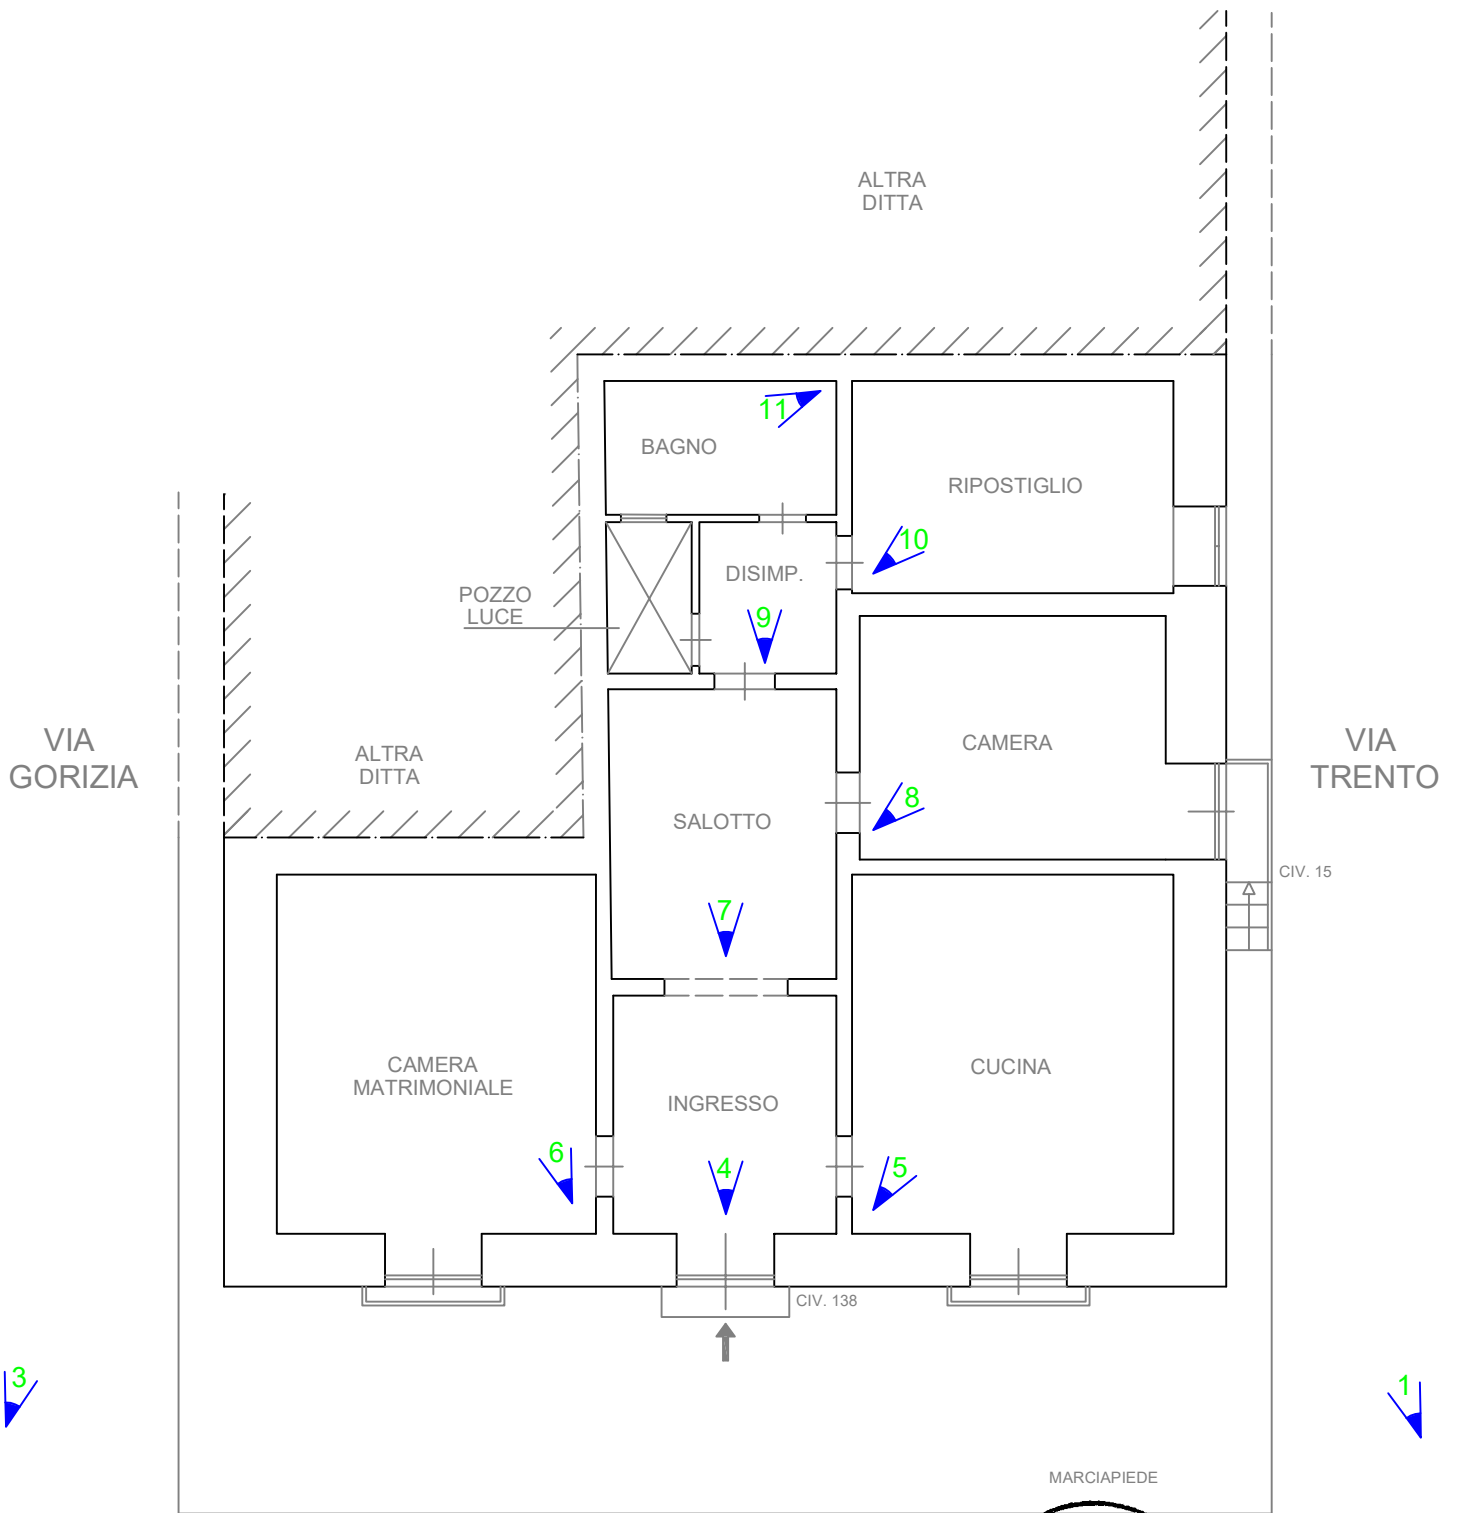 ALTRA
DITTA
11
BAGNO
RIPOSTIGLIO
10
DISIMP.
POZZO
LUCE
9
VIA
GORIZIA
ALTRA
DITTA
CAMERA
VIA
TRENTO
8
SALOTTO
CIV. 15
7
CAMERA
MATRIMONIALE
INGRESSO
CUCINA
6
4
5
CIV. 138
3
1
MARCIAPIEDE